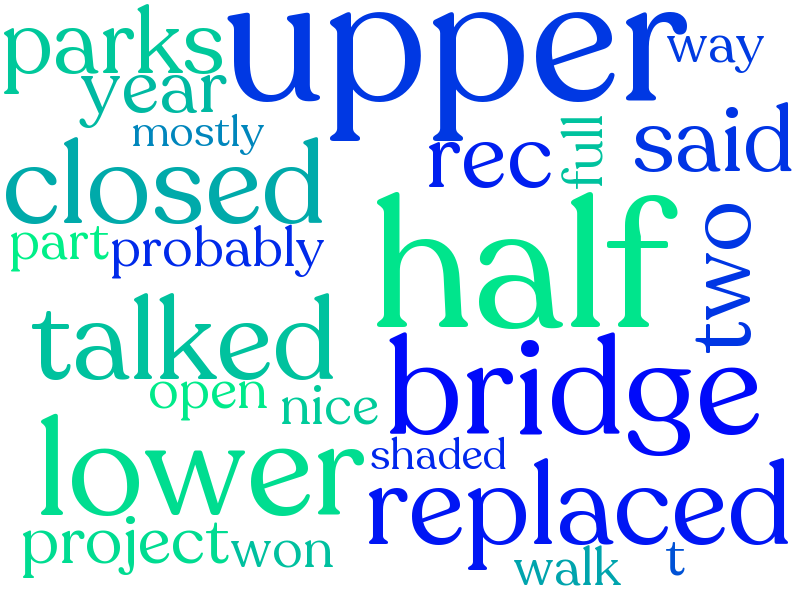 parks
upper
way
year
mostly
rec
full
said
closed
part
probably
half
two
talked
bridge
open
nice
lower
shaded
replaced
project
won
walk
t